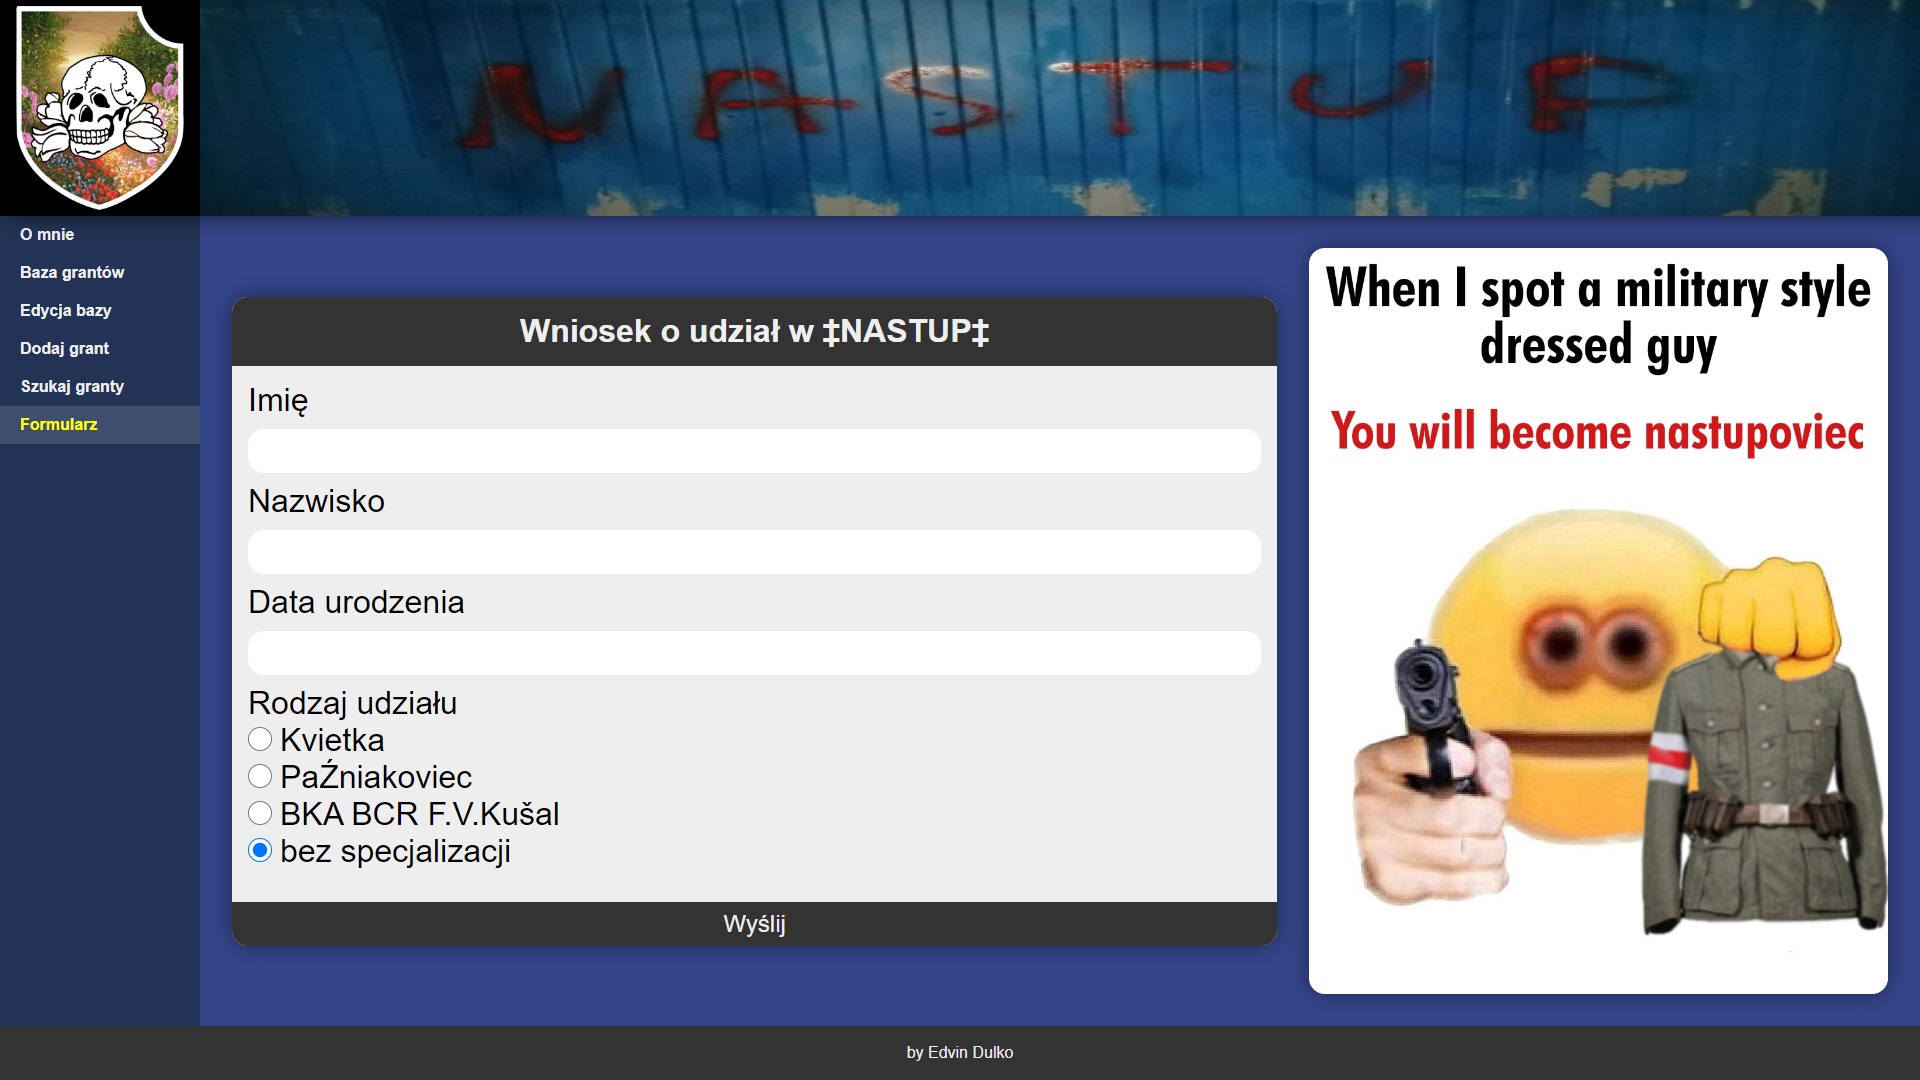 NASTUP
O mnie
Baza grantów
Edycja bazy
Dodaj grant
Szukaj granty
Formularz
Wniosek o udział w ‡NASTUP‡
Imię
Nazwisko
Data urodzenia
Rodzaj udziału
Kvietka
PaŹniakoviec
BKA BCR F.V.Kušal
bez specjalizacji
Wyślij
When I spot a military style
dressed guy
You will become nastupoviec
by Edvin Dulko